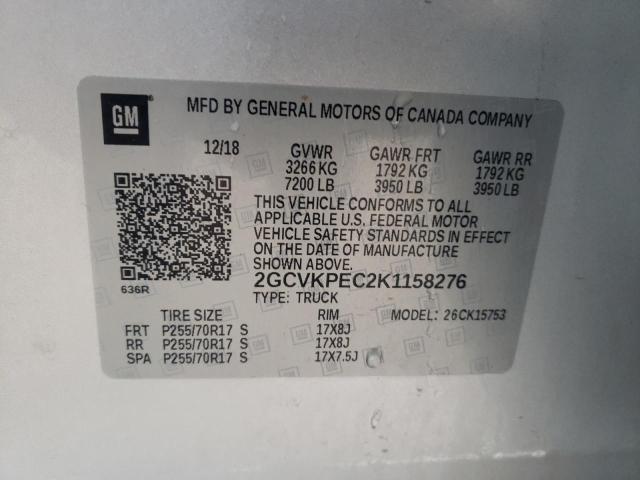 GM
MFD BY GENERAL MOTORS OF CANADA COMPANY
12/18 GVWR GAWR FRT GAWR RR
3266 KG 1792 KG 1792 KG
7200 LB 3950 LB 3950 LB
THIS VEHICLE CONFORMS TO ALL
APPLICABLE U.S. FEDERAL MOTOR
VEHICLE SAFETY STANDARDS IN EFFECT
ON THE DATE OF MANUFACTURE
SHOWN ABOVE.
636R
2GCVKPEC2K1158276
TYPE: TRUCK
TIRE SIZE RIM MODEL: 26CK15753
FRT P255/70R17 S 17X8J
RR P255/70R17 S 17X8J
SPA P255/70R17 S 17X7.5J